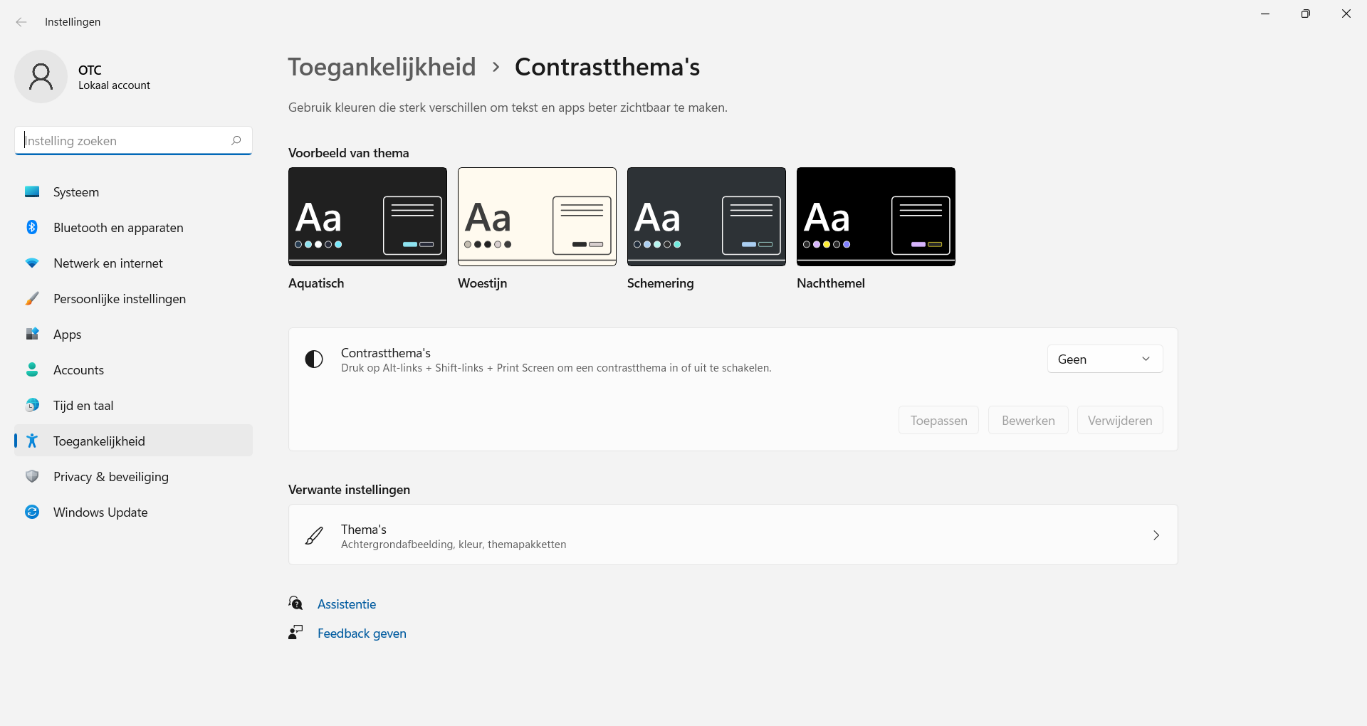 Instellingen
OTC
Lokaal account
Instelling zoeken
Systeem
Bluetooth en apparaten
Netwerk en internet
Persoonlijke instellingen
Apps
Accounts
Tijd en taal
Toegankelijkheid
Privacy & beveiliging
Windows Update
Toegankelijkheid › Contrastthema's
Gebruik kleuren die sterk verschillen om tekst en apps beter zichtbaar te maken.
Voorbeeld van thema
Aa Aa Aa Aa
Aquatisch Woestijn Schemering Nachthemel
Contrastthema's
Druk op Alt-links + Shift-links + Print Screen om een contrastthema in of uit te schakelen.
Geen
Toepassen Bewerken Verwijderen
Verwante instellingen
Thema's
Achtergrondafbeelding, kleur, themapakketten
Assistentie
Feedback geven